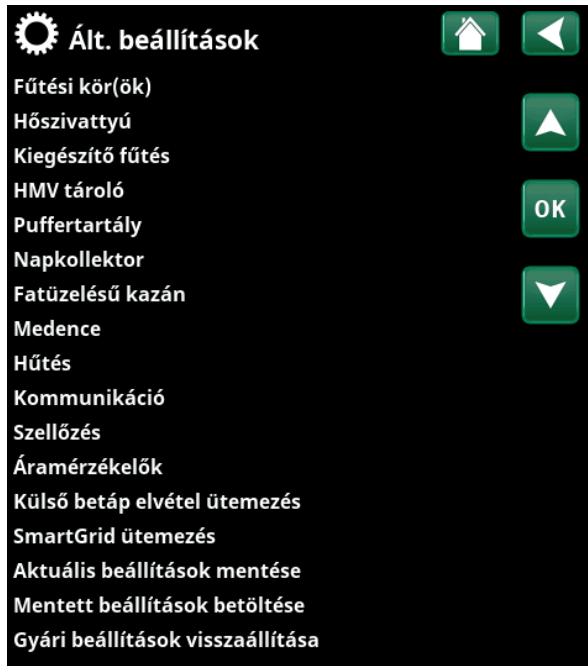 Ált. beállítások
Fűtési kör(ök)
Hőszivattyú
Kiegészítő fűtés
HMV tároló
Puffertartály
Napkollektor
Fatüzelésű kazán
Medence
Hűtés
Kommunikáció
Szellőzés
Áramérzékelők
Külső betáp elvétel ütemezés
SmartGrid ütemezés
Aktuális beállítások mentése
Mentett beállítások betöltése
Gyári beállítások visszaállítása
OK